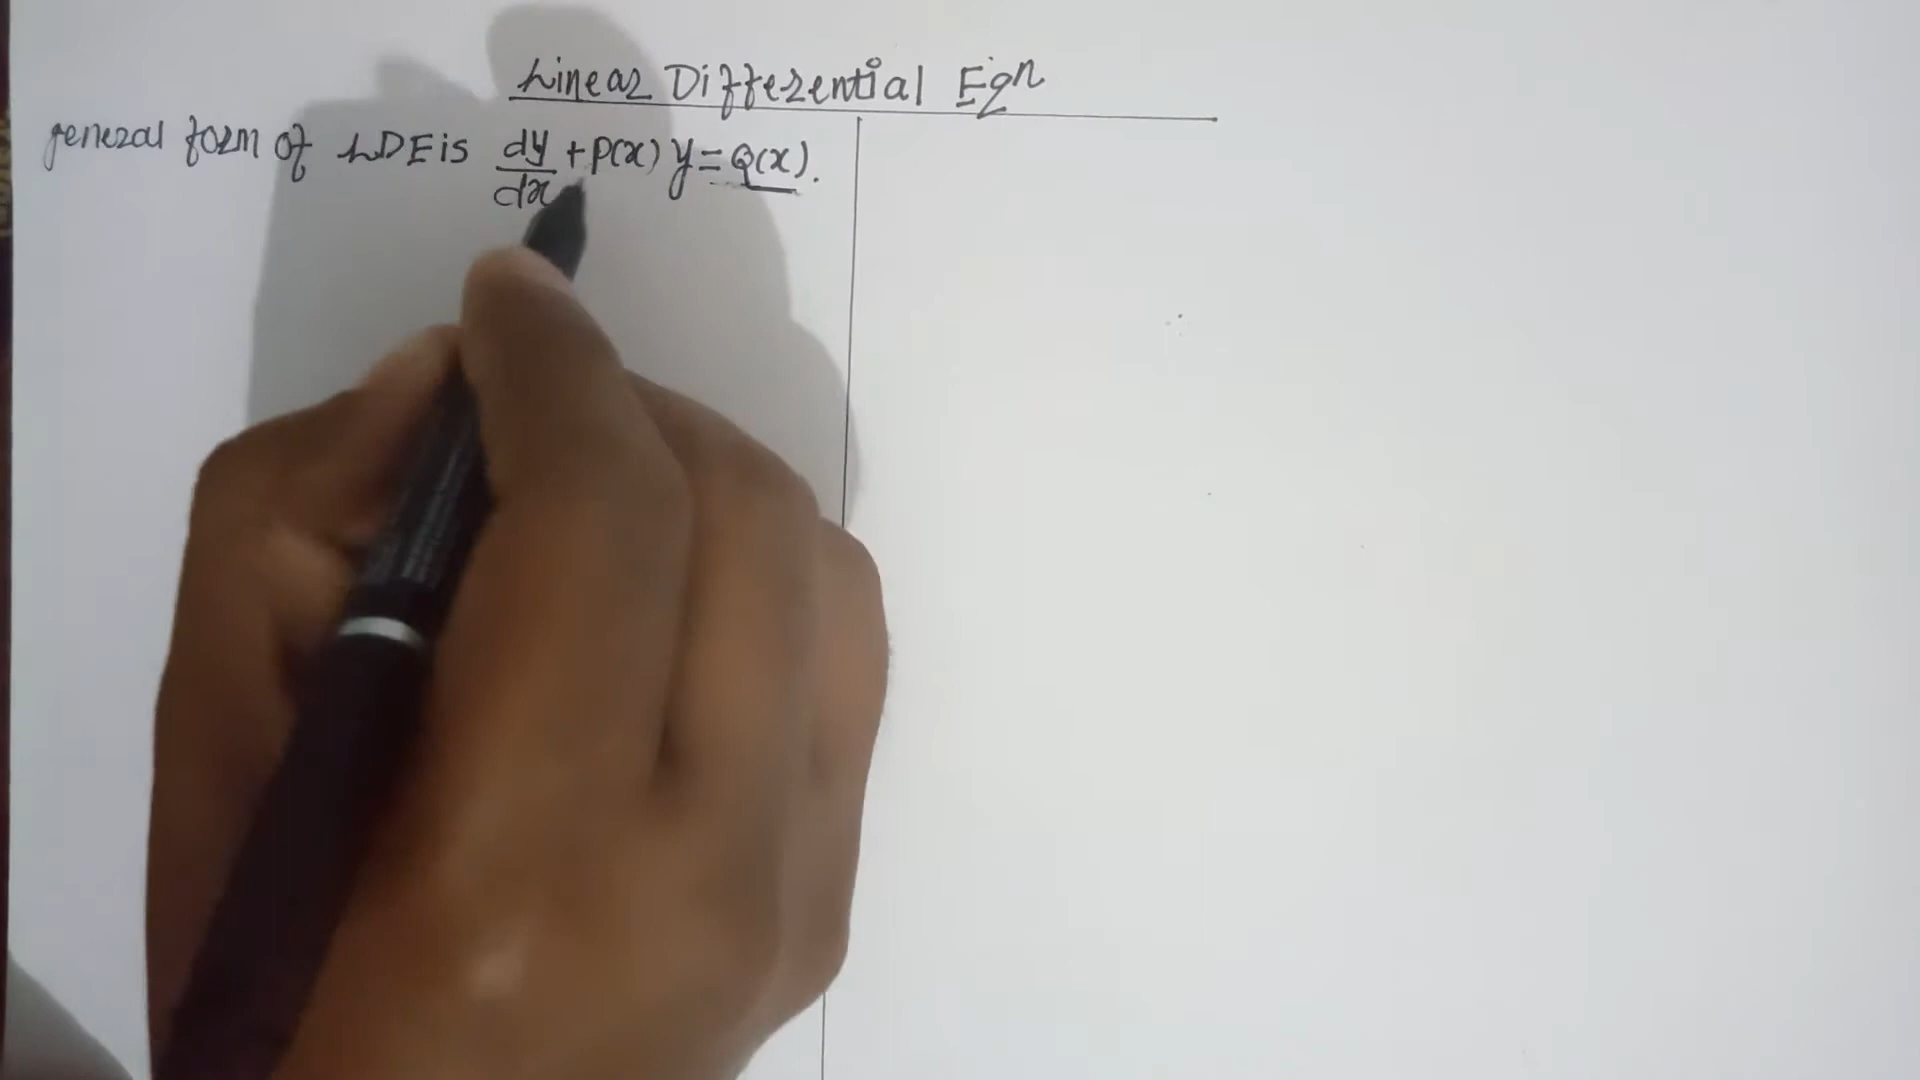 Linear Differential Eqn
general form of LDE is dy/dx + P(x) y = Q(x).